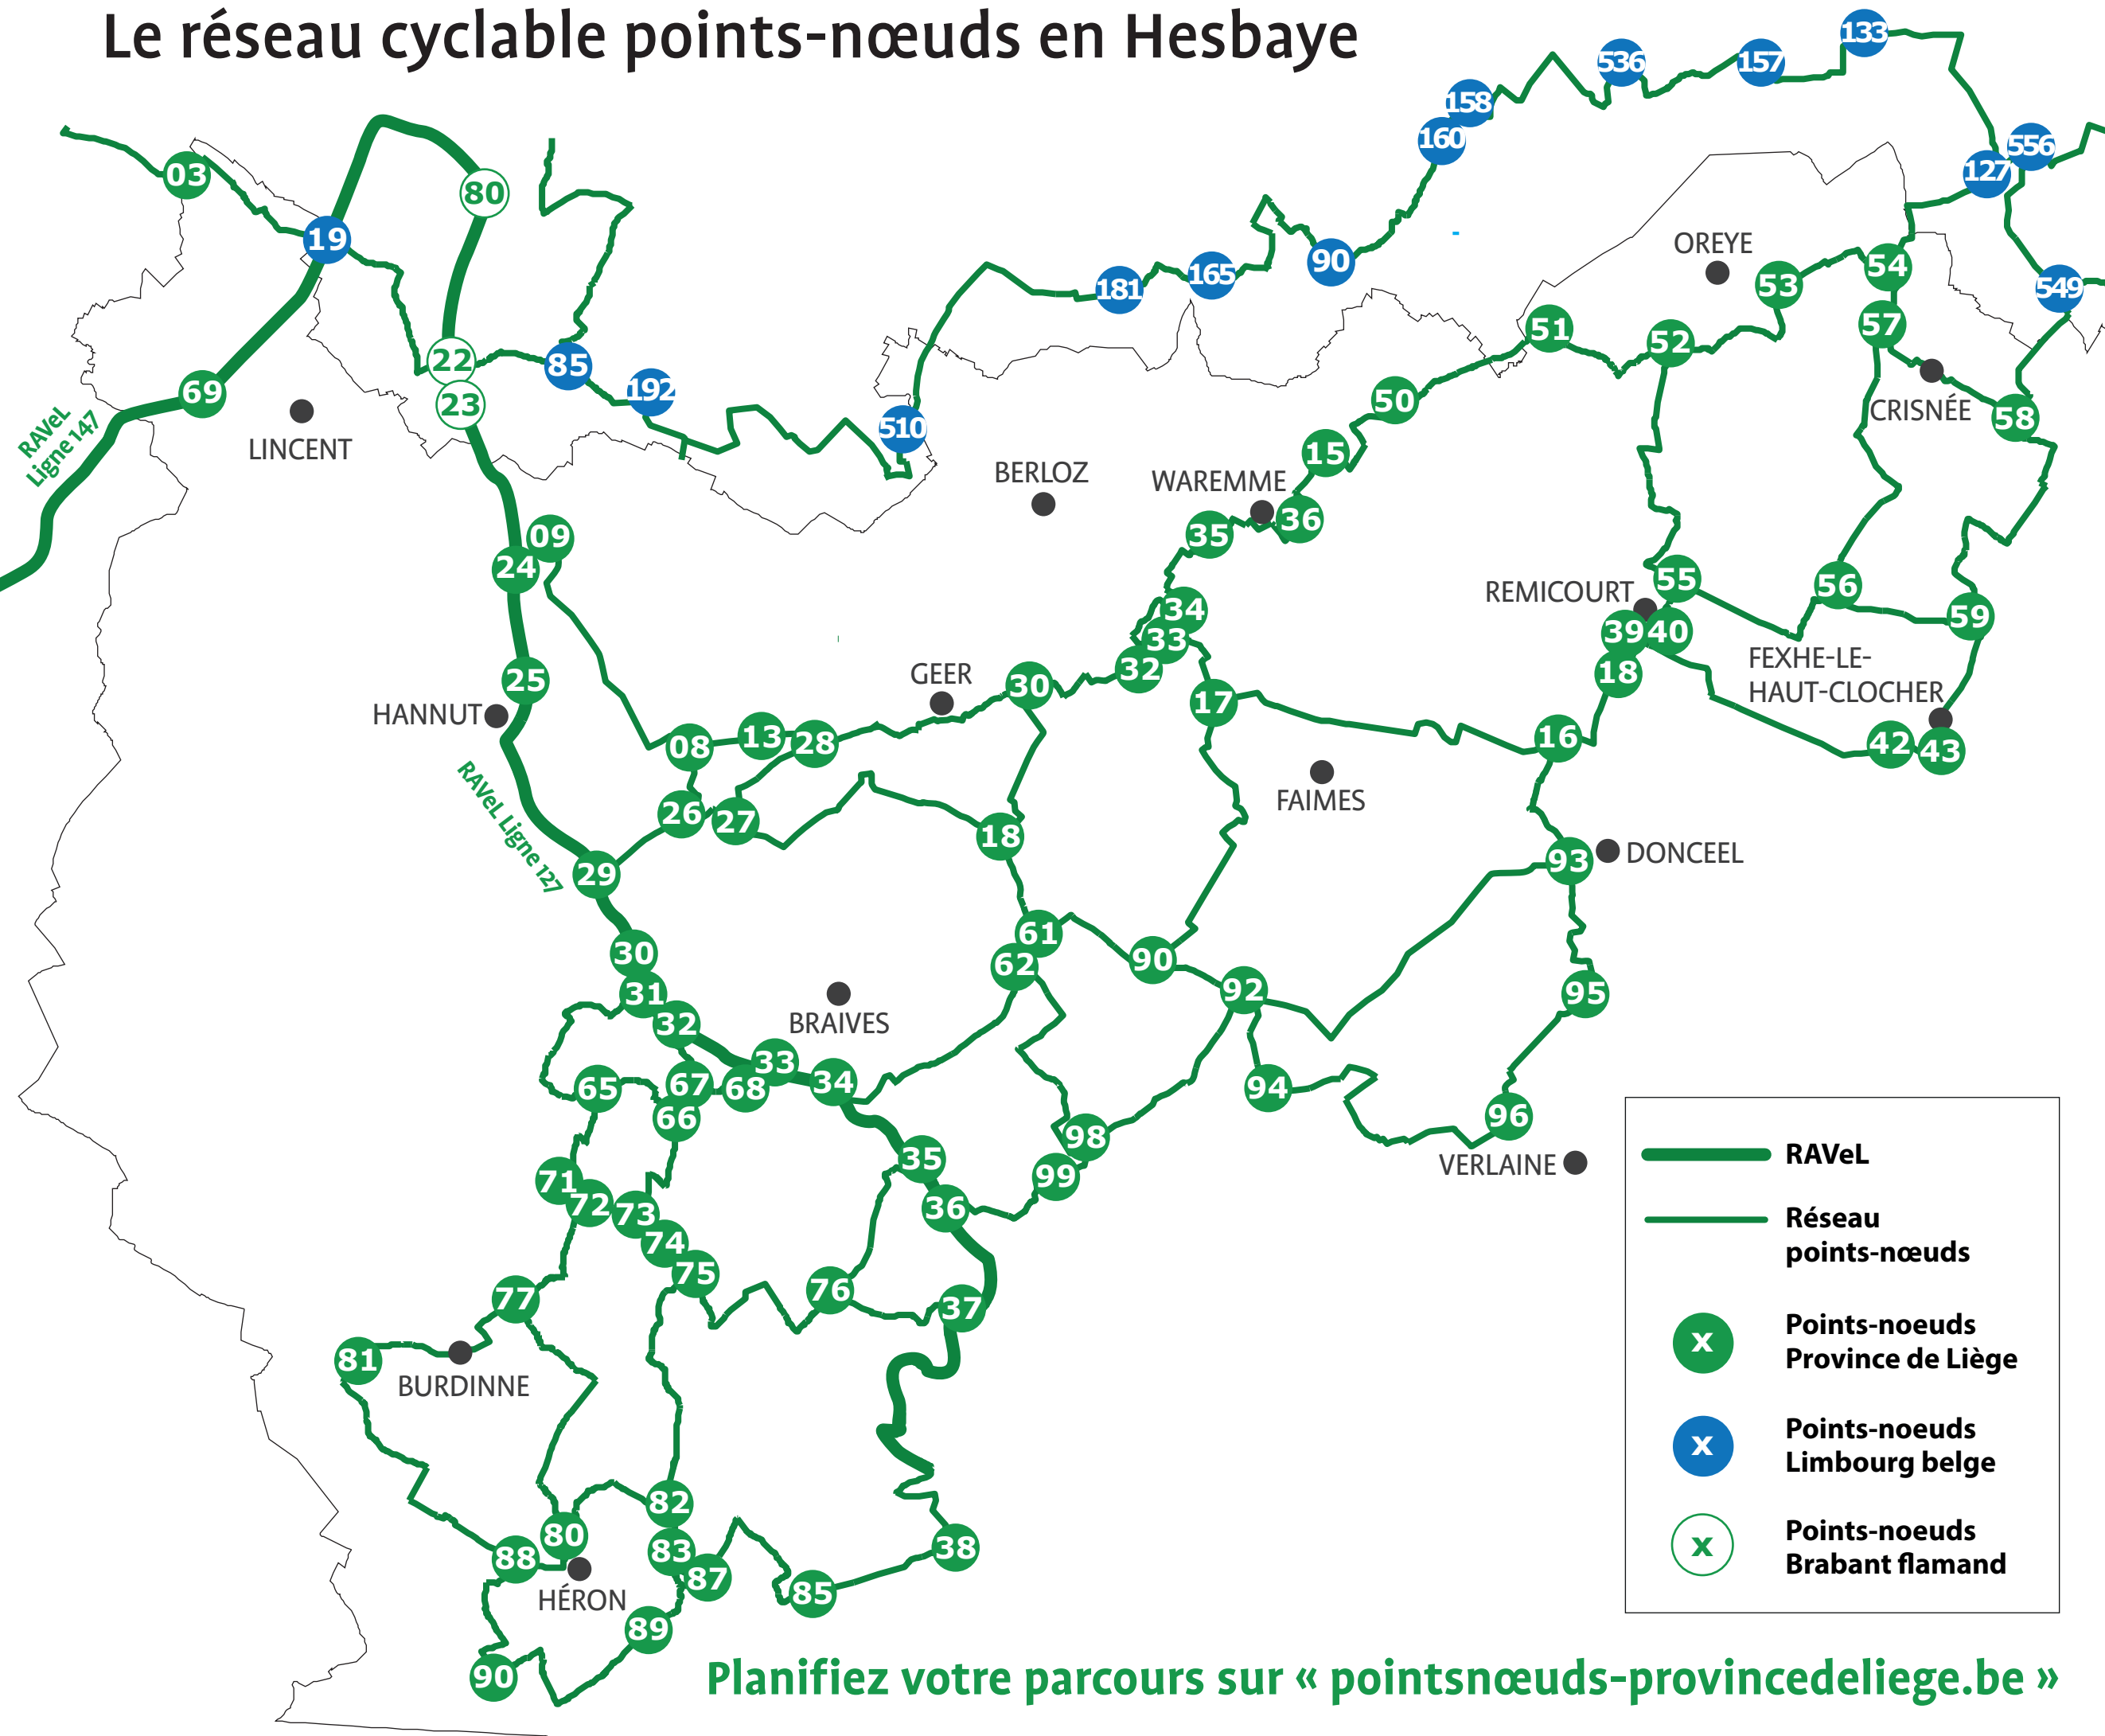 Le réseau cyclable points-nœuds en Hesbaye
133
536
157
158
160
556
127
03
80
19
90
165
181
549
OREYE
54
53
57
51
52
22
85
192
23
69
50
CRISNÉE
58
RAVeL
Ligne 147
LINCENT
510
15
BERLOZ
WAREMME
36
35
09
24
55
56
REMICOURT
34
33
32
39
40
59
18
FEXHE-LE-
HAUT-CLOCHER
25
HANNUT
GEER
30
17
16
42
43
08
13
28
FAIMES
RAVeL Ligne 127
26
27
18
93
DONCEEL
29
61
62
30
90
92
95
31
32
BRAIVES
33
34
65
67
68
66
94
96
98
99
35
36
VERLAINE
71
72
73
74
75
76
37
77
81
BURDINNE
82
80
83
88
87
85
38
HÉRON
89
90
RAVeL
Réseau
points-nœuds
x
Points-noeuds
Province de Liège
x
Points-noeuds
Limbourg belge
x
Points-noeuds
Brabant flamand
Planifiez votre parcours sur « pointsnœuds-provincedeliege.be »